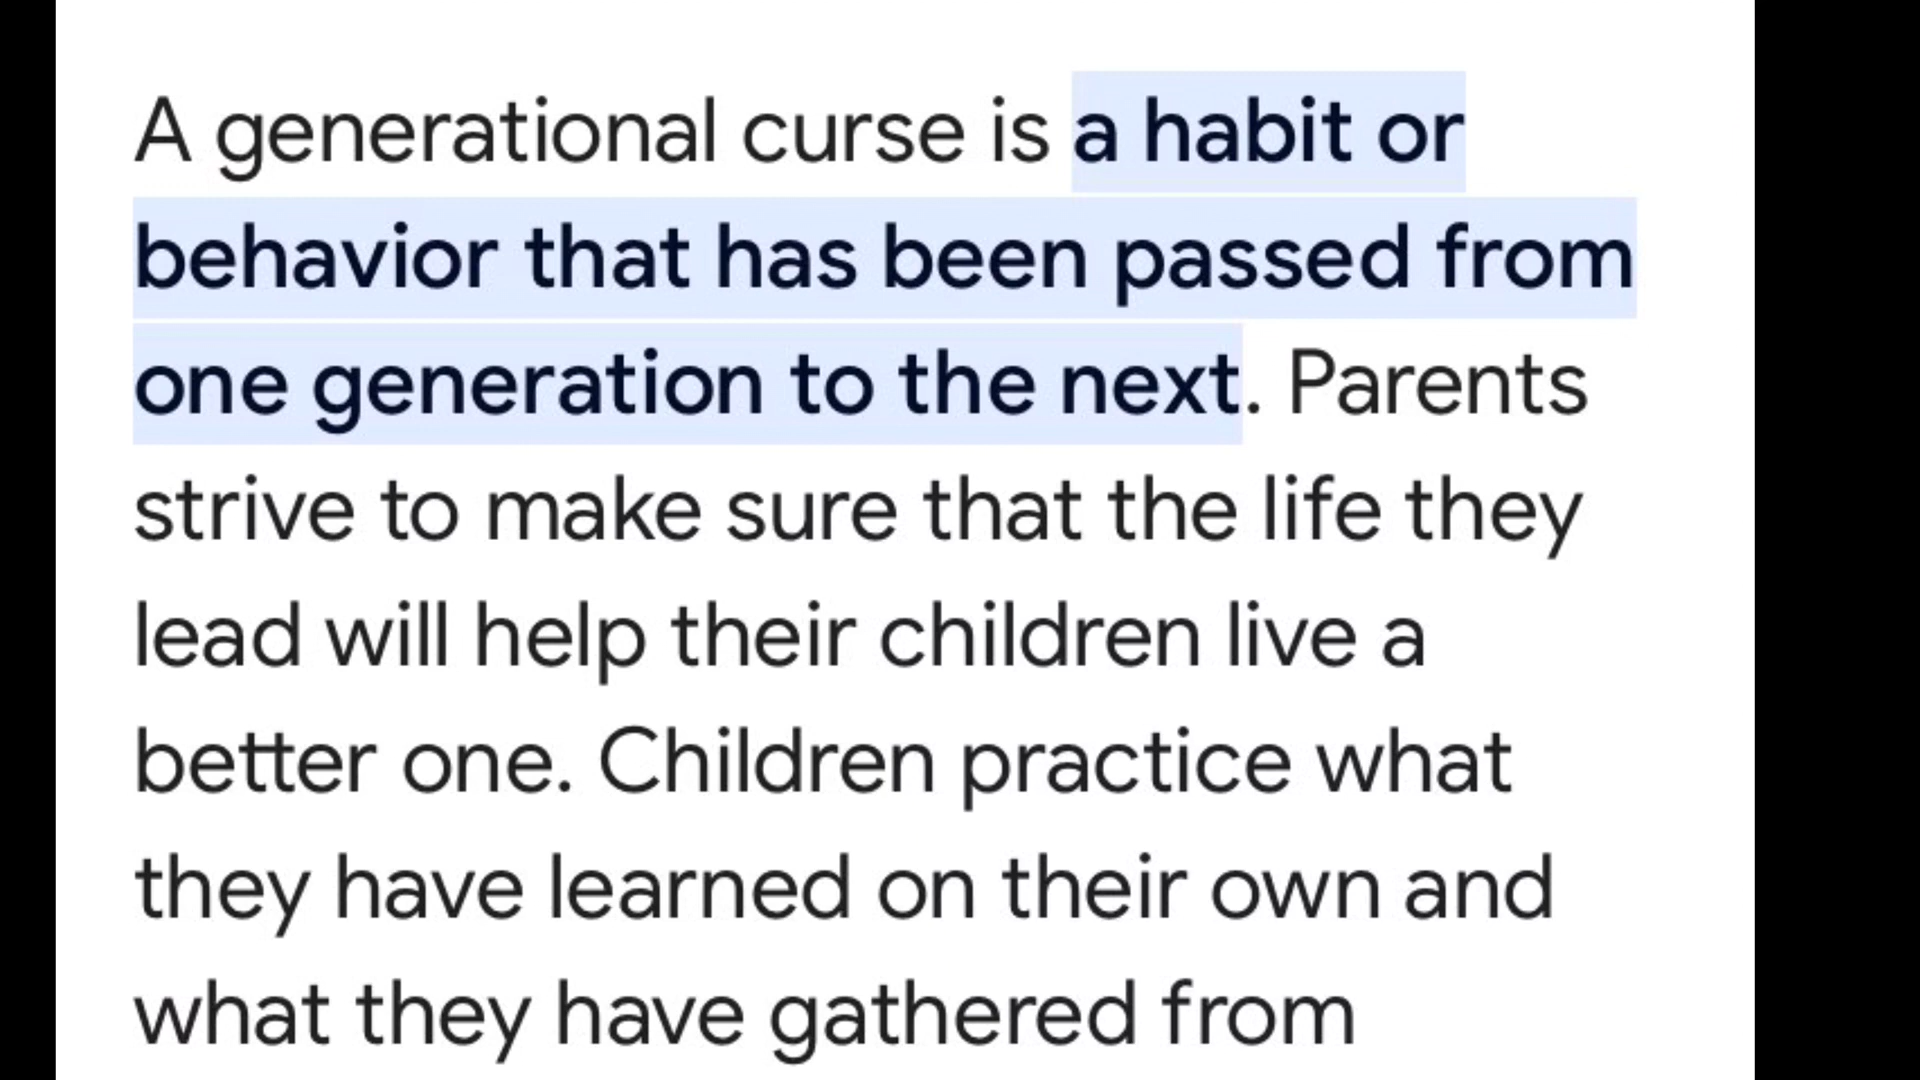 A generational curse is a habit or
behavior that has been passed from
one generation to the next. Parents
strive to make sure that the life they
lead will help their children live a
better one. Children practice what
they have learned on their own and
what they have gathered from